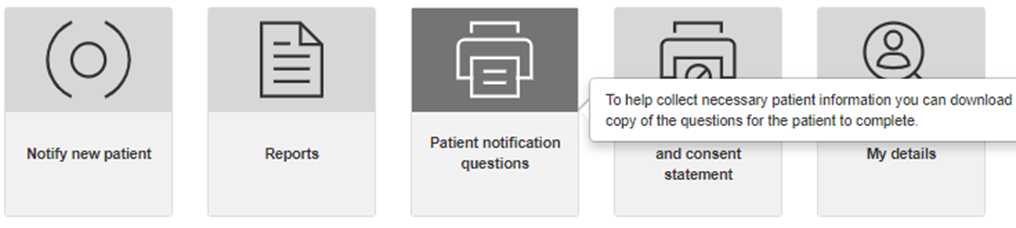 Notify new patient
Reports
Patient notification
questions
To help collect necessary patient information you can download
copy of the questions for the patient to complete.
and consent
statement
My details